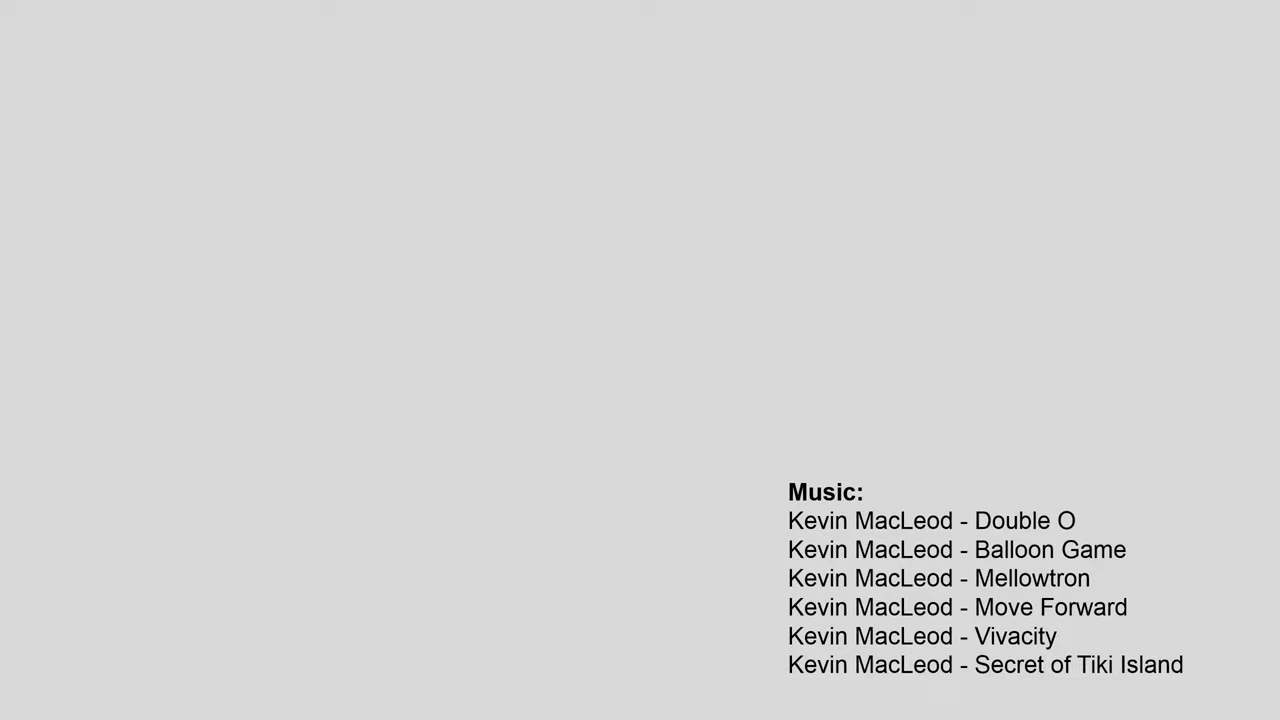 Music:
Kevin MacLeod - Double O
Kevin MacLeod - Balloon Game
Kevin MacLeod - Mellowtron
Kevin MacLeod - Move Forward
Kevin MacLeod - Vivacity
Kevin MacLeod - Secret of Tiki Island